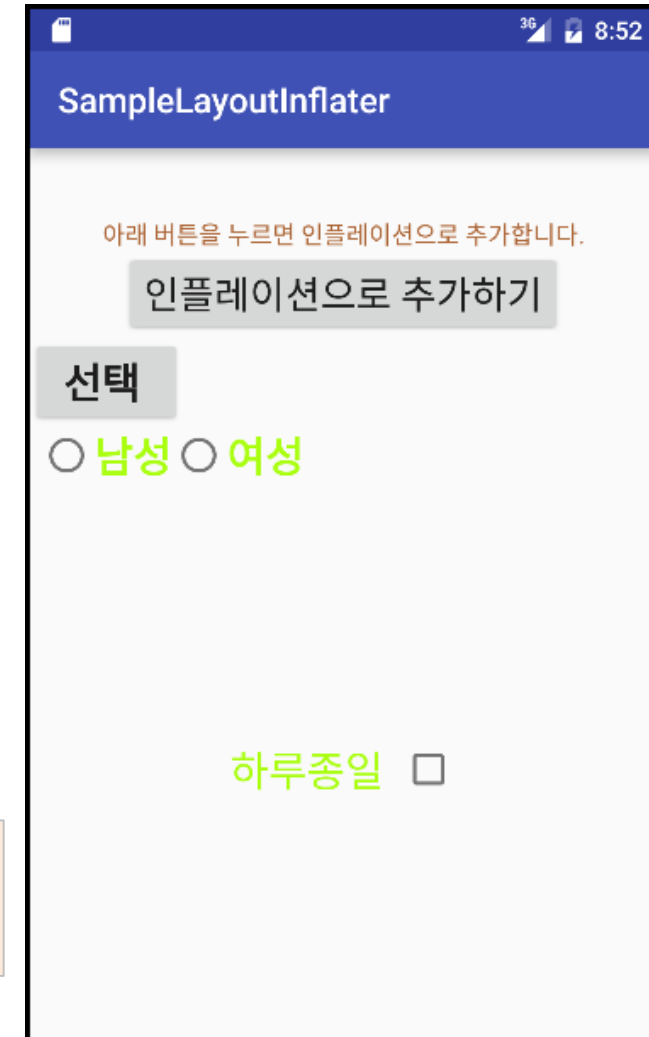 3G 8:52
SampleLayoutInflater
아래 버튼을 누르면 인플레이션으로 추가합니다.
인플레이션으로 추가하기
선택
남성 여성
하루종일